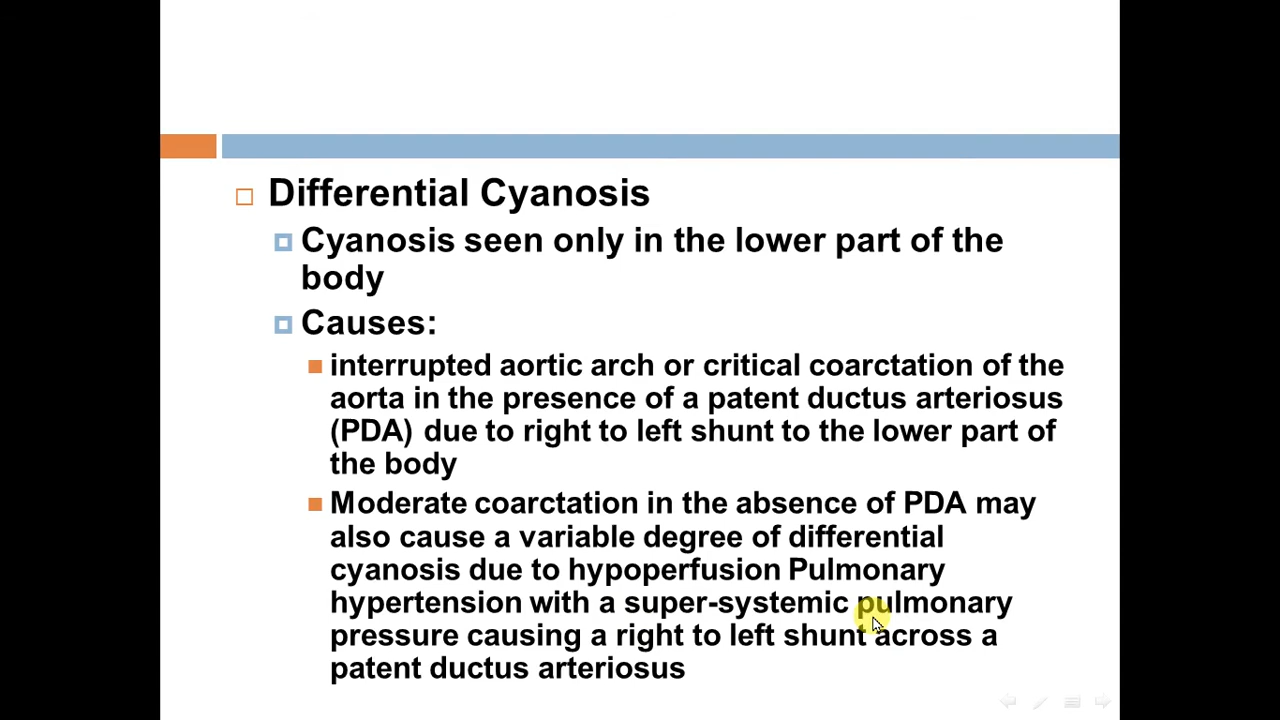 Differential Cyanosis
Cyanosis seen only in the lower part of the
body
Causes:
interrupted aortic arch or critical coarctation of the
aorta in the presence of a patent ductus arteriosus
(PDA) due to right to left shunt to the lower part of
the body
Moderate coarctation in the absence of PDA may
also cause a variable degree of differential
cyanosis due to hypoperfusion Pulmonary
hypertension with a super-systemic pulmonary
pressure causing a right to left shunt across a
patent ductus arteriosus